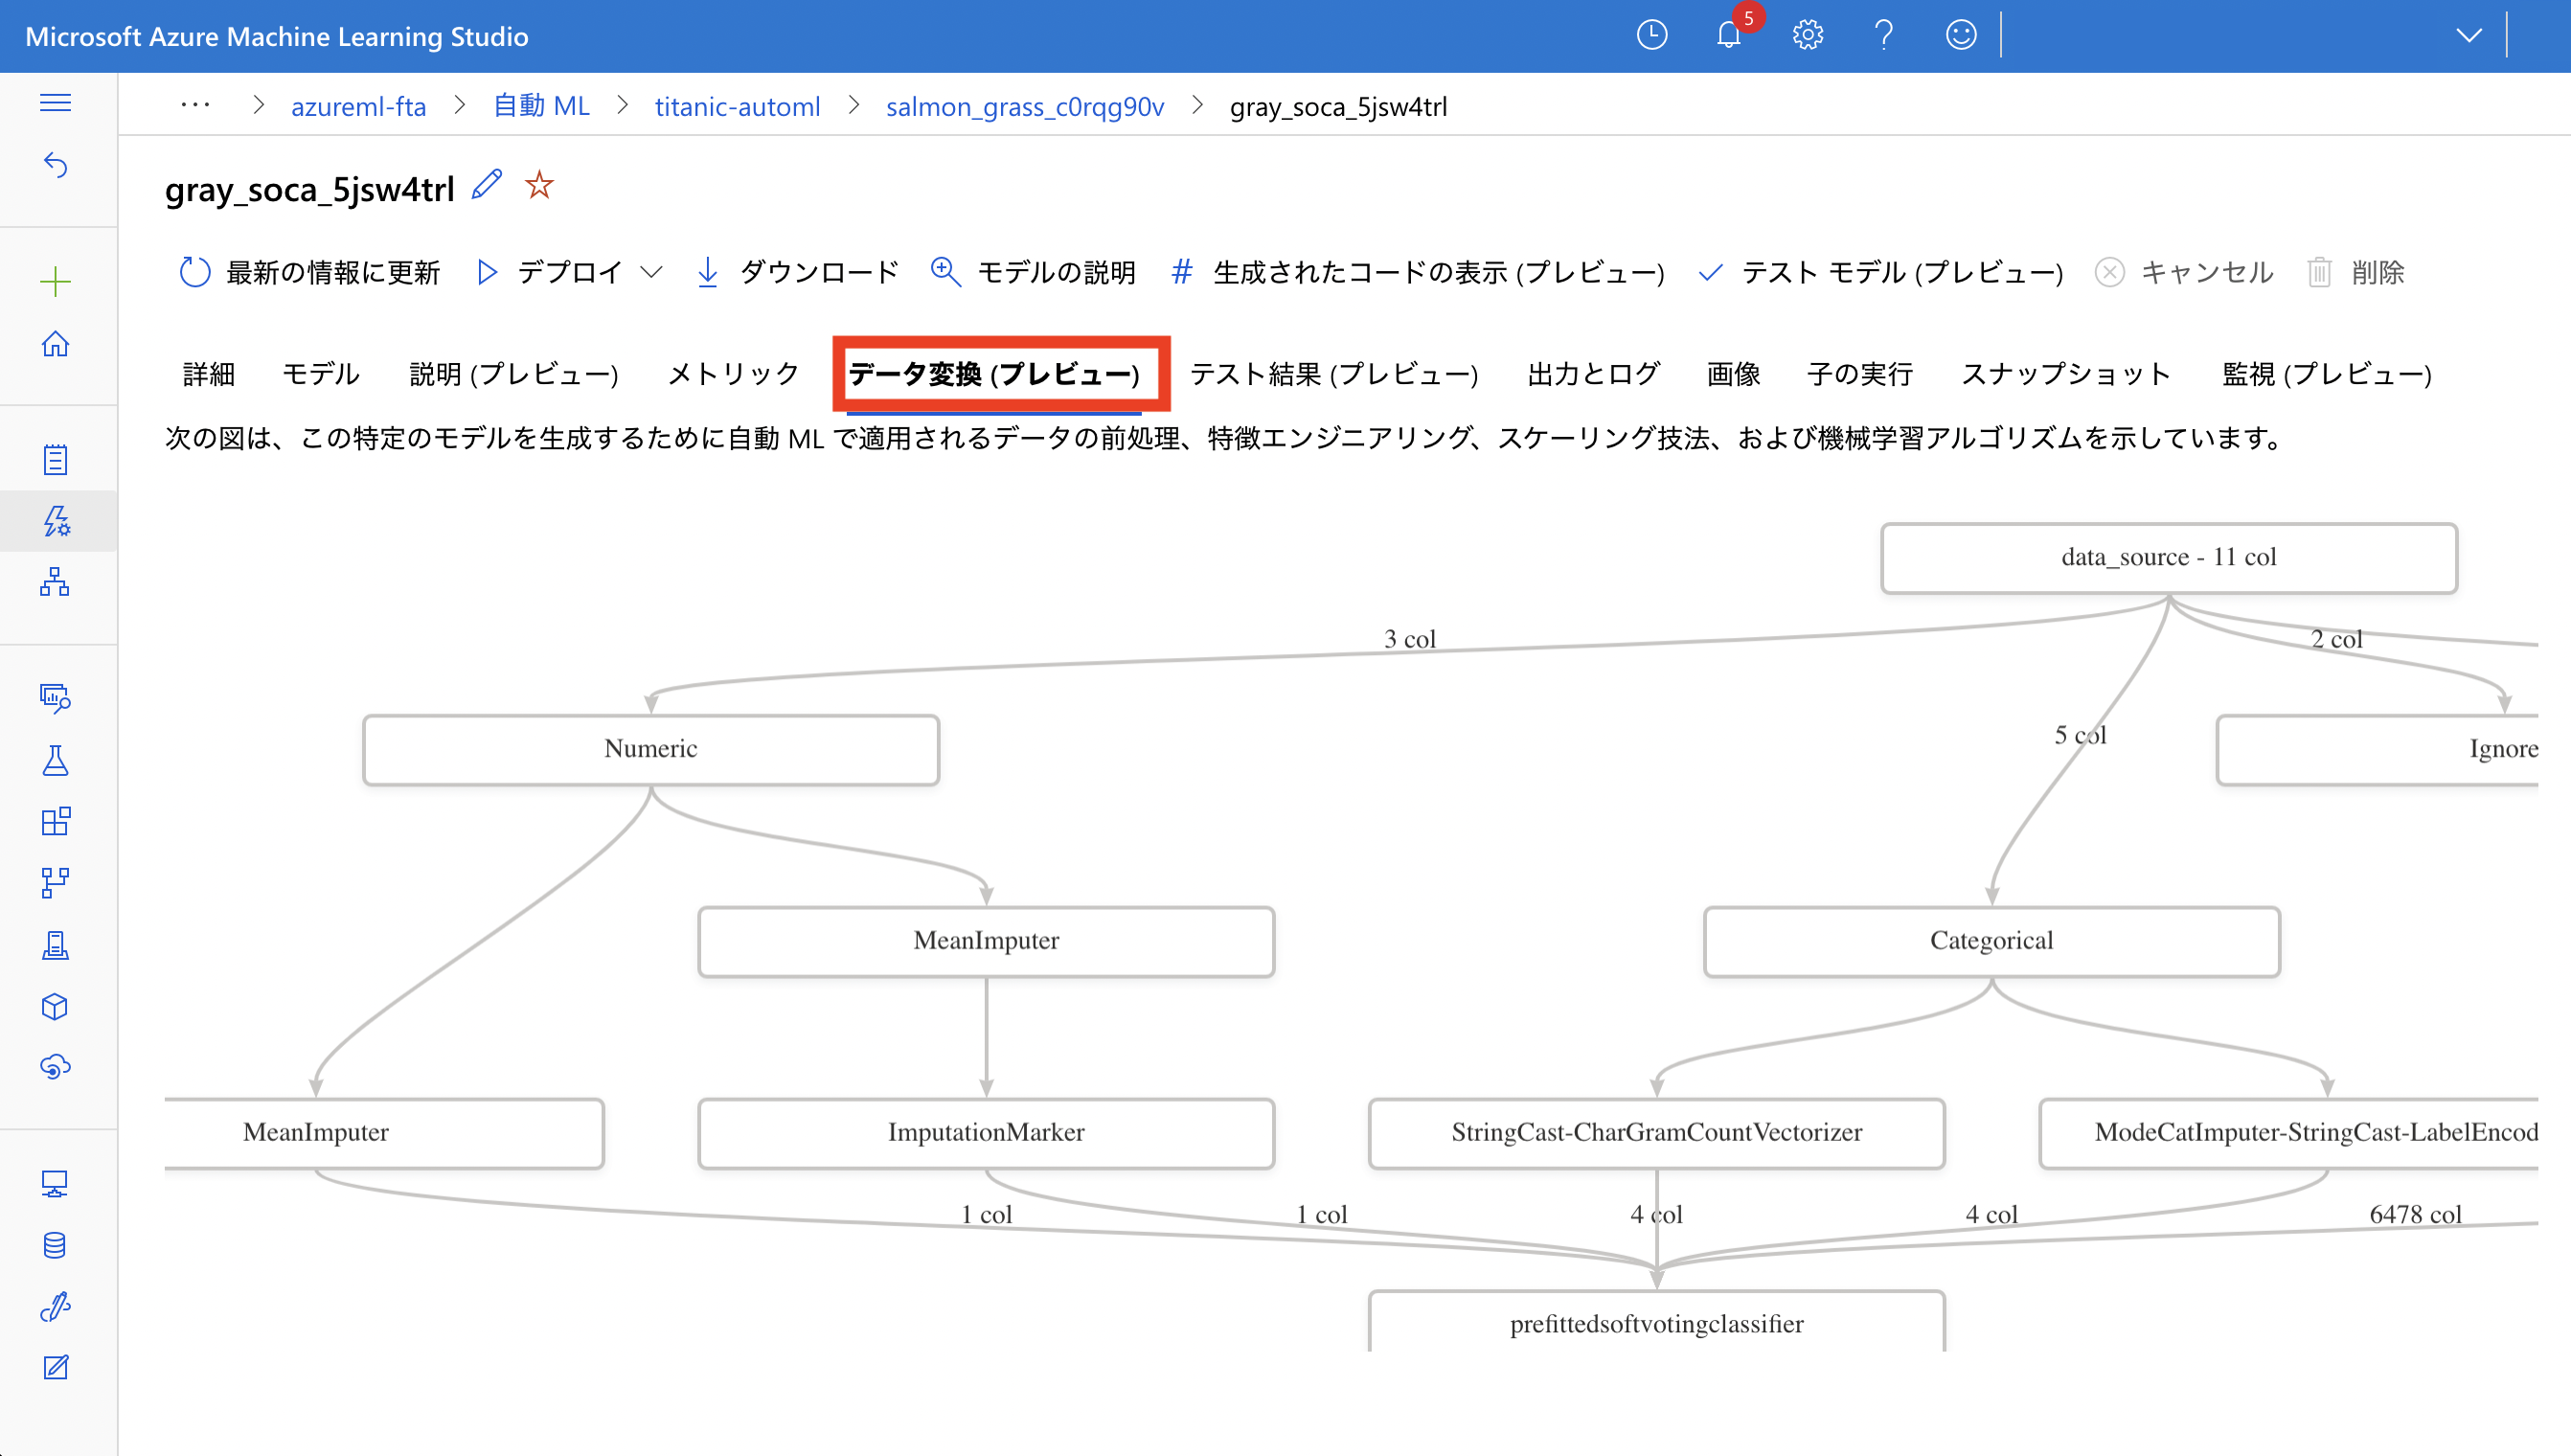 Microsoft Azure Machine Learning Studio
5
··· > azureml-fta > 自動 ML > titanic-automl > salmon_grass_c0rqg90v > gray_soca_5jsw4trl
gray_soca_5jsw4trl
最新の情報に更新 デプロイ ダウンロード モデルの説明 # 生成されたコードの表示 (プレビュー) テスト モデル (プレビュー) キャンセル 削除
詳細 モデル 説明 (プレビュー) メトリック データ変換 (プレビュー) テスト結果 (プレビュー) 出力とログ 画像 子の実行 スナップショット 監視 (プレビュー)
次の図は、この特定のモデルを生成するために自動 ML で適用されるデータの前処理、特徴エンジニアリング、スケーリング技法、および機械学習アルゴリズムを示しています。
data_source - 11 col
3 col
2 col
5 col
Numeric
Ignore
MeanImputer
Categorical
MeanImputer
ImputationMarker
StringCast-CharGramCountVectorizer
ModeCatImputer-StringCast-LabelEncod
1 col
1 col
4 col
4 col
6478 col
prefittedsoftvotingclassifier